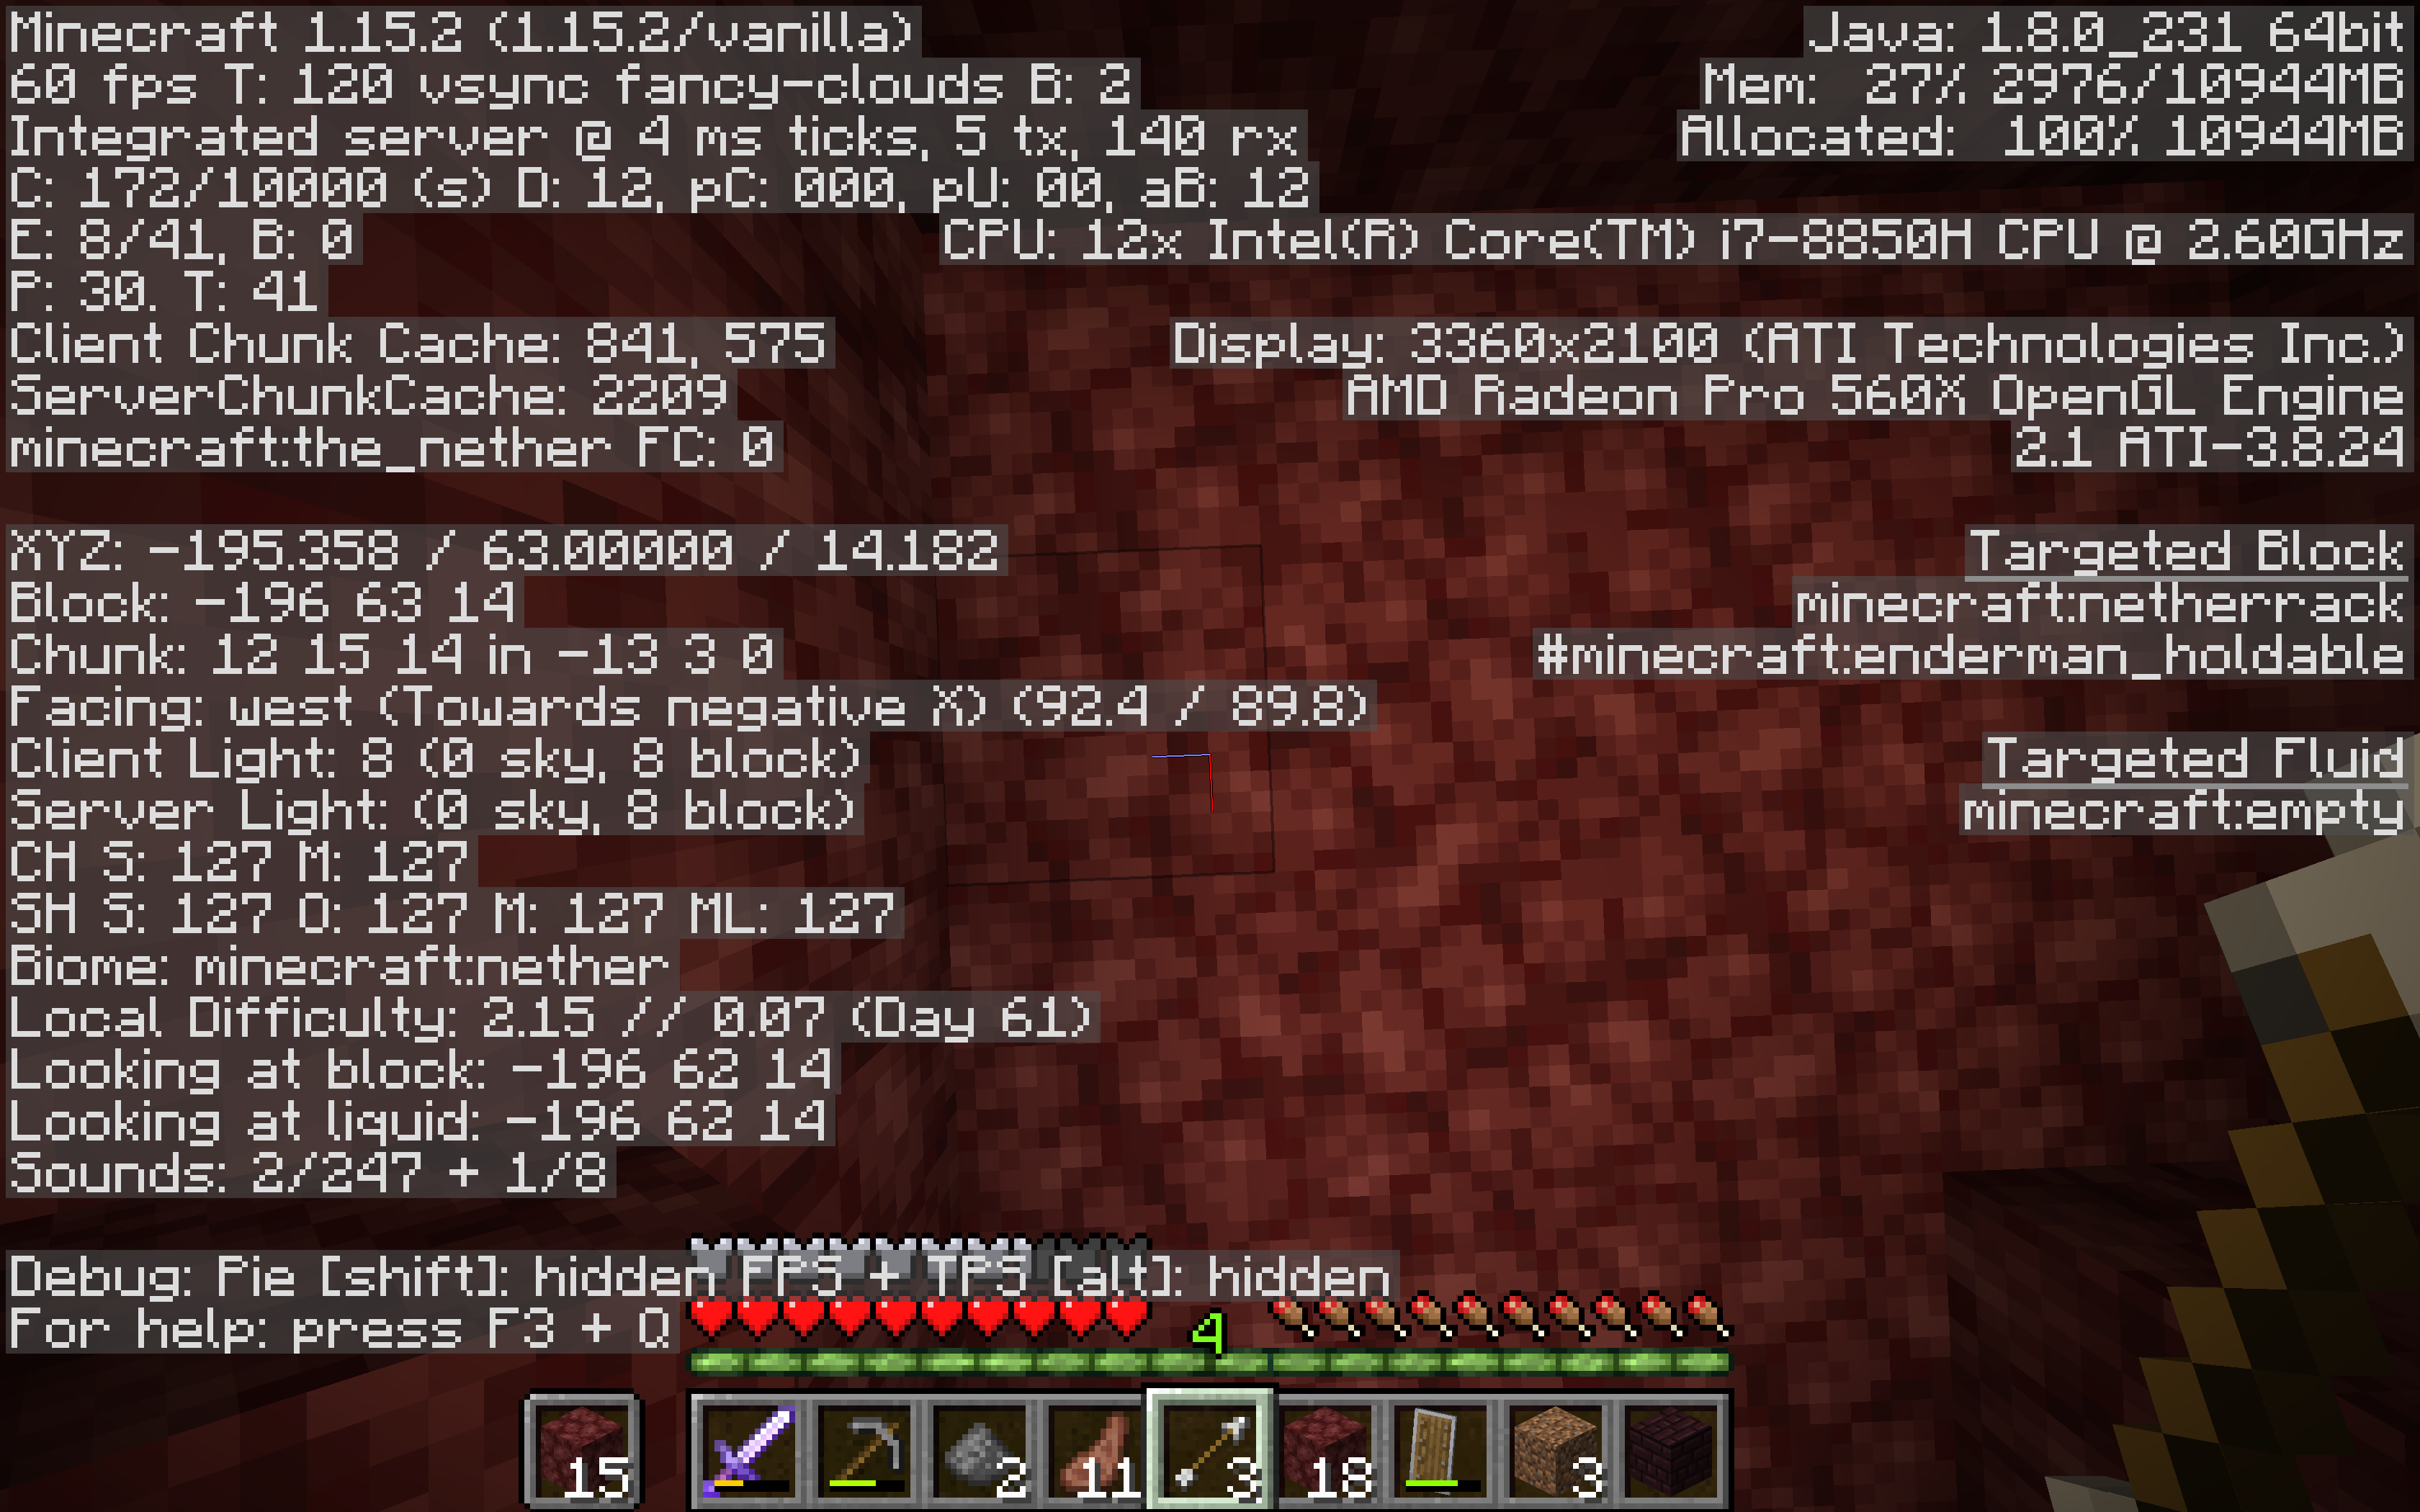 Minecraft 1.15.2 (1.15.2/vanilla)
60 fps T: 120 vsync fancy-clouds B: 2
Integrated server @ 4 ms ticks, 5 tx, 140 rx
C: 172/10000 (s) D: 12, pC: 000, pU: 00, aB: 12
E: 8/41, B: 0
P: 30. T: 41
Client Chunk Cache: 841, 575
ServerChunkCache: 2209
minecraft:the_nether FC: 0
XYZ: -195.358 / 63.00000 / 14.182
Block: -196 63 14
Chunk: 12 15 14 in -13 3 0
Facing: west (Towards negative X) (92.4 / 89.8)
Client Light: 8 (0 sky, 8 block)
Server Light: (0 sky, 8 block)
CH S: 127 M: 127
SH S: 127 O: 127 M: 127 ML: 127
Biome: minecraft:nether
Local Difficulty: 2.15 // 0.07 (Day 61)
Looking at block: -196 62 14
Looking at liquid: -196 62 14
Sounds: 2/247 + 1/8
Debug: Pie [shift]: hidden FPS + TPS [alt]: hidden
For help: press F3 + Q
Java: 1.8.0_231 64bit
Mem: 27% 2976/10944MB
Allocated: 100% 10944MB
CPU: 12x Intel(R) Core(TM) i7-8850H CPU @ 2.60GHz
Display: 3360x2100 (ATI Technologies Inc.)
AMD Radeon Pro 560X OpenGL Engine
2.1 ATI-3.8.24
Targeted Block
minecraft:netherrack
#minecraft:enderman_holdable
Targeted Fluid
minecraft:empty
4
15
2
11
3
18
3